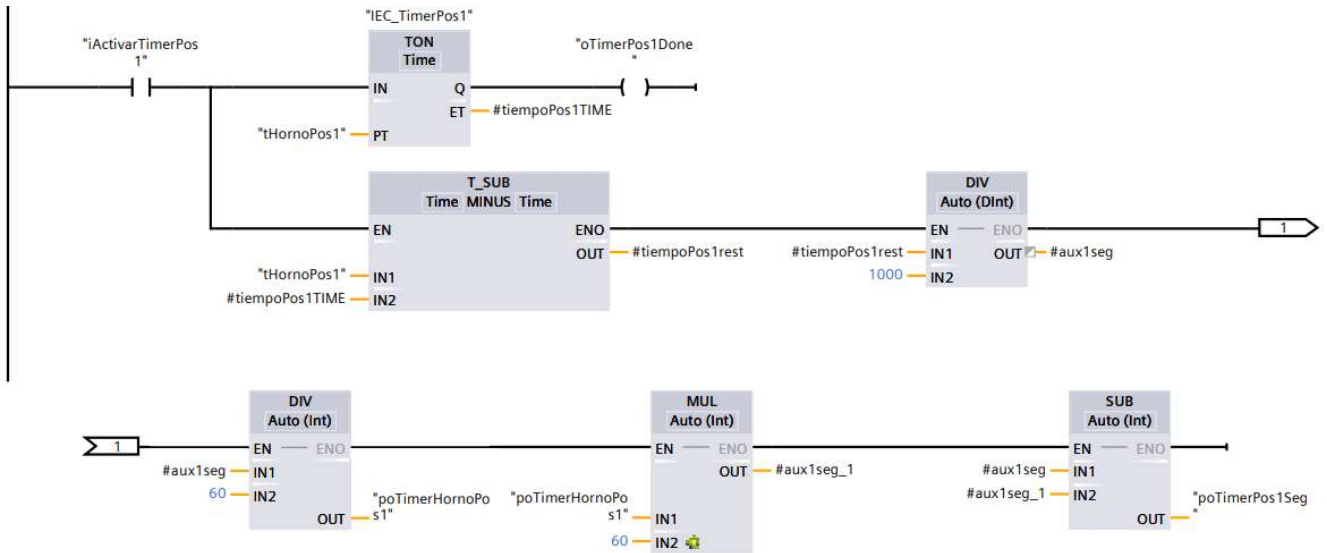 "IEC_TimerPos1"
"iActivarTimerPos
1"
TON
Time
"oTimerPos1Done
"
IN Q
ET #tiempoPos1TIME
"tHornoPos1" PT
T_SUB
Time MINUS Time
DIV
Auto (DInt)
EN ENO
EN ENO
1
OUT #tiempoPos1rest
#tiempoPos1rest IN1 OUT #aux1seg
"tHornoPos1" IN1
1000 IN2
#tiempoPos1TIME IN2
DIV
Auto (Int)
MUL
Auto (Int)
SUB
Auto (Int)
1
EN ENO
EN ENO
EN ENO
#aux1seg IN1
OUT #aux1seg_1
#aux1seg IN1
60 IN2
#aux1seg_1 IN2
"poTimerHornoPo
OUT s1"
"poTimerHornoPo
s1" IN1
"poTimerPos1Seg
OUT "
60 IN2